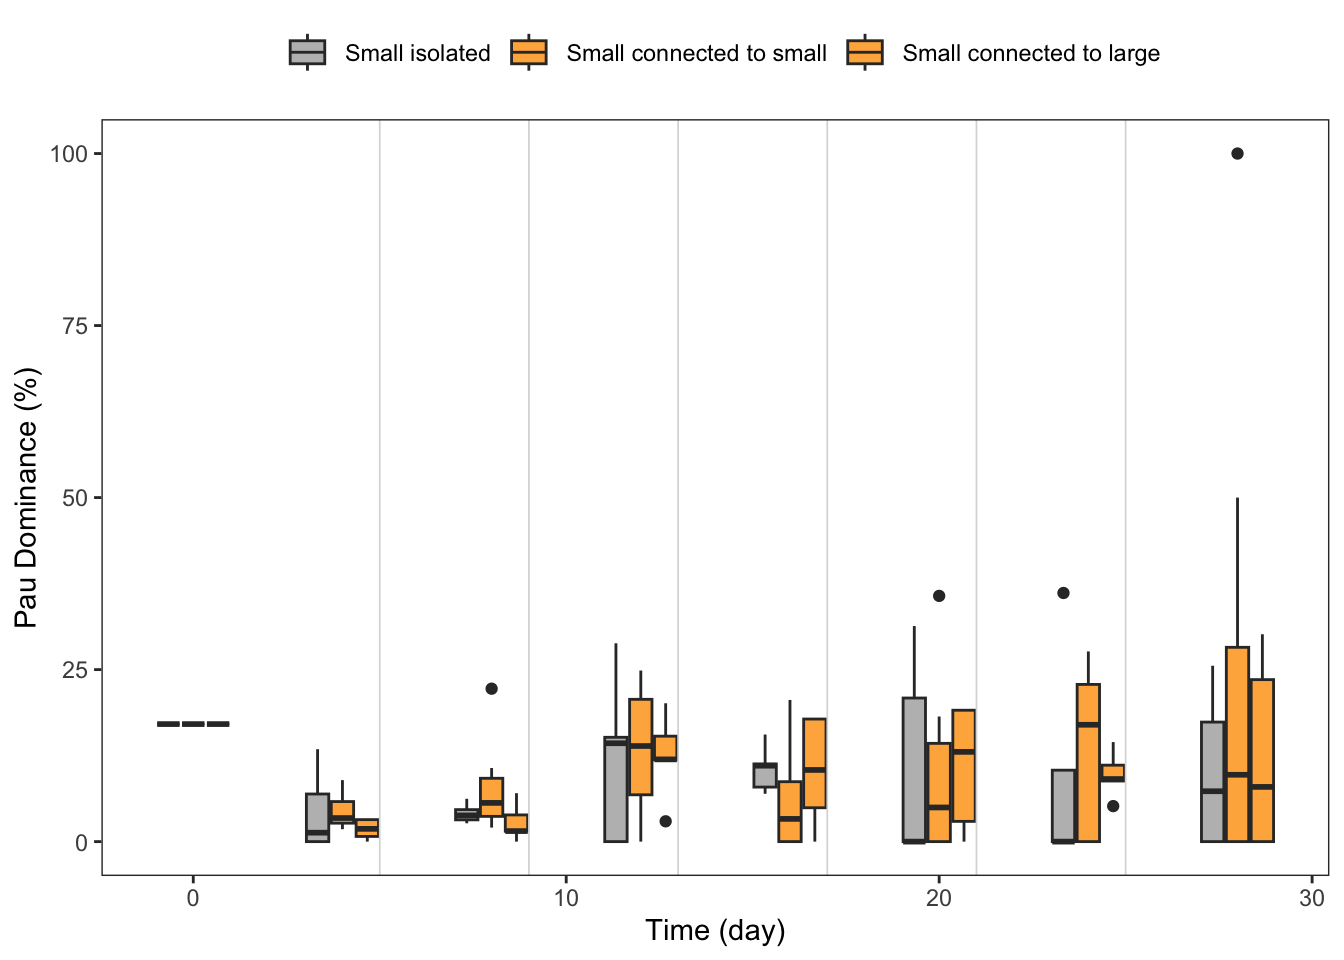 Small isolated Small connected to small Small connected to large
Pau Dominance (%)
100
75
50
25
0
0 10 20 30
Time (day)